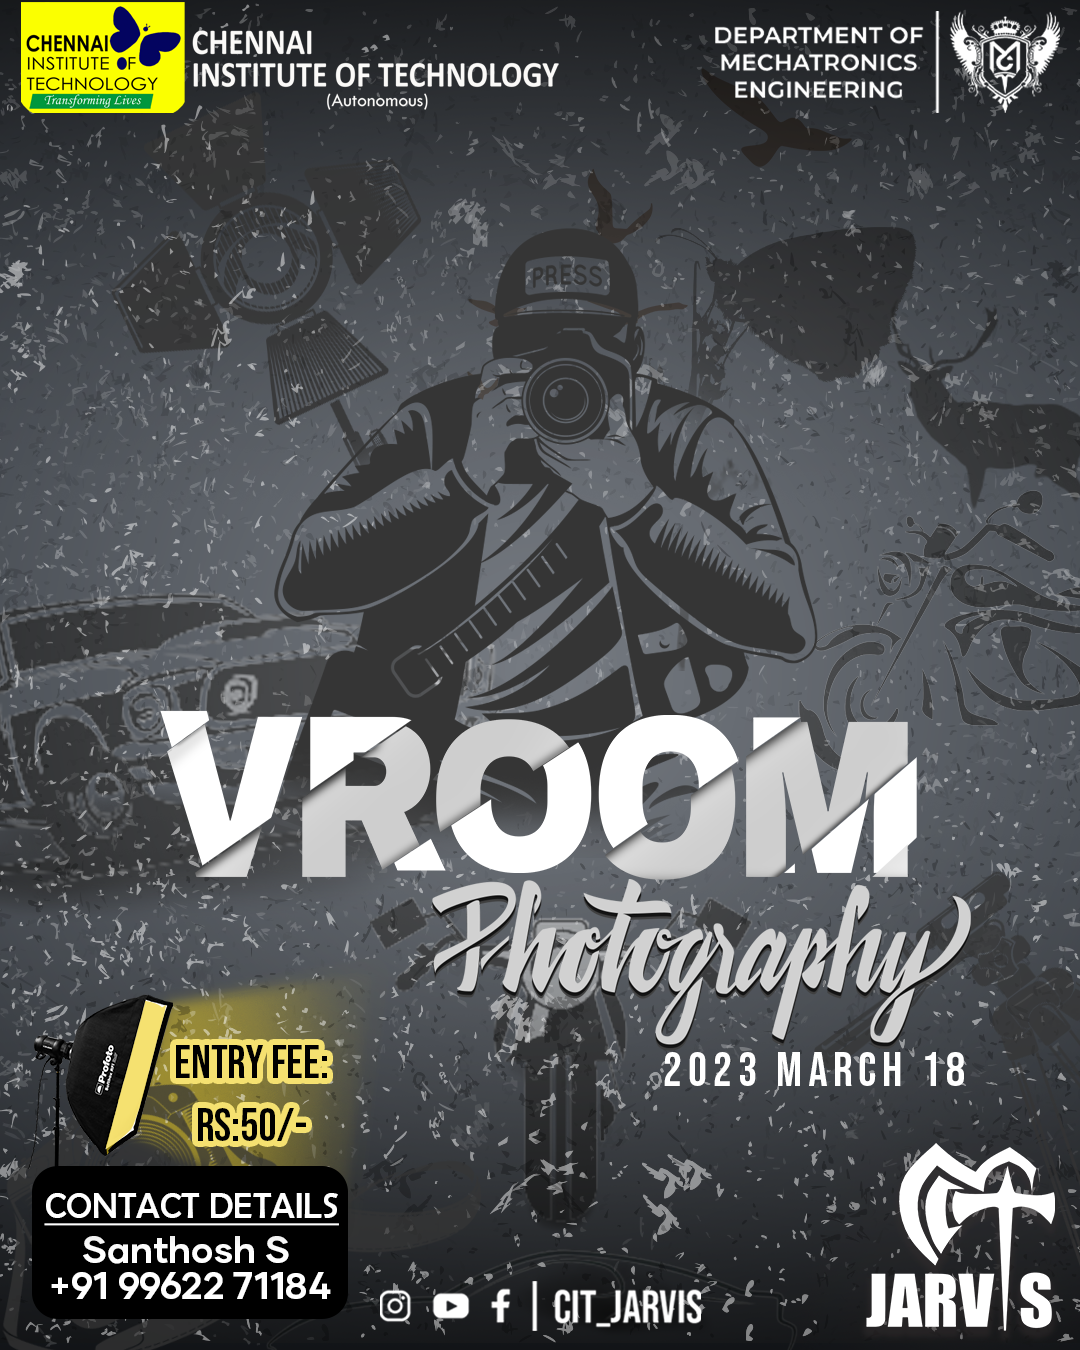 CHENNAI
INSTITUTE OF
TECHNOLOGY
Transforming Lives
CHENNAI
INSTITUTE OF TECHNOLOGY
(Autonomous)
DEPARTMENT OF
MECHATRONICS
ENGINEERING
PRESS
VROOM
Photography
2023 MARCH 18
Profoto
ENTRY FEE:
RS:50/-
CONTACT DETAILS
Santhosh S
+91 99622 71184
CIT_JARVIS
JARVIS